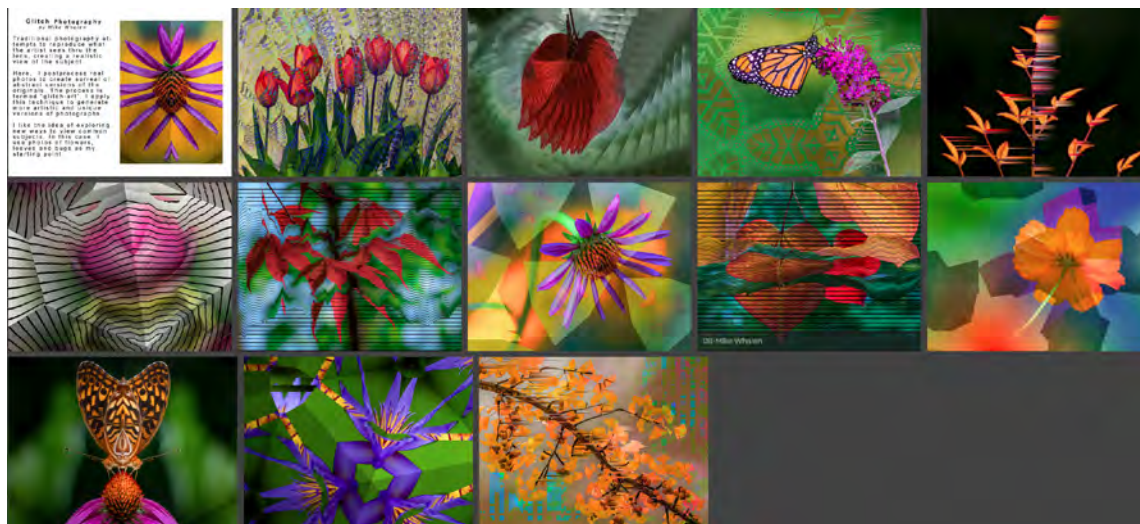 Glitch Photography
by Mike Whalen
Traditional photography at-
tempts to reproduce what
the artist sees thru the
lens, creating a realistic
view of the subject.
Here, I postprocess real
photos to create surreal or
abstract versions of the
originals. The process is
termed "glitch-art". I apply
this technique to generate
more artistic and unique
versions of photographs.
I like the idea of exploring
new ways to view common
subjects. In this case, I
use photos of flowers,
leaves and bugs as my
starting point.
09 Mike Whalen